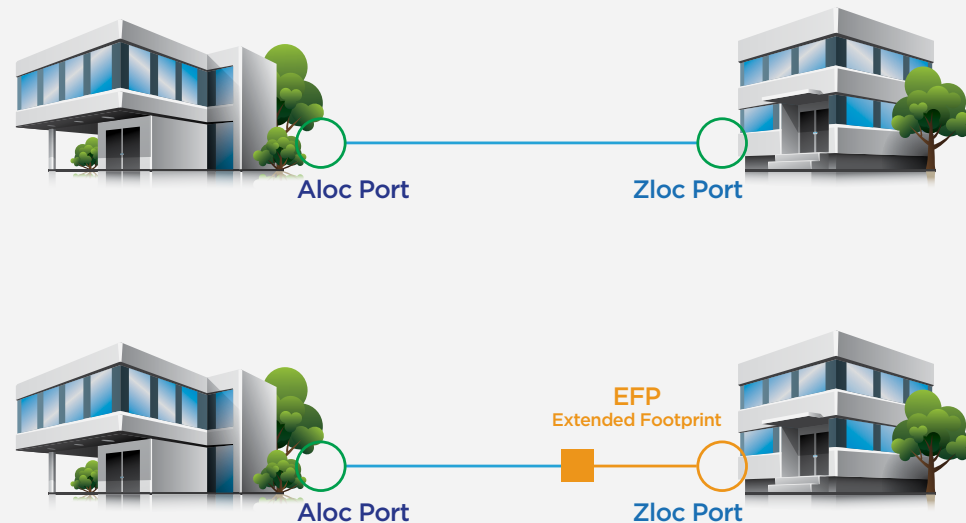 Aloc Port
Zloc Port
EFP
Extended Footprint
Aloc Port
Zloc Port